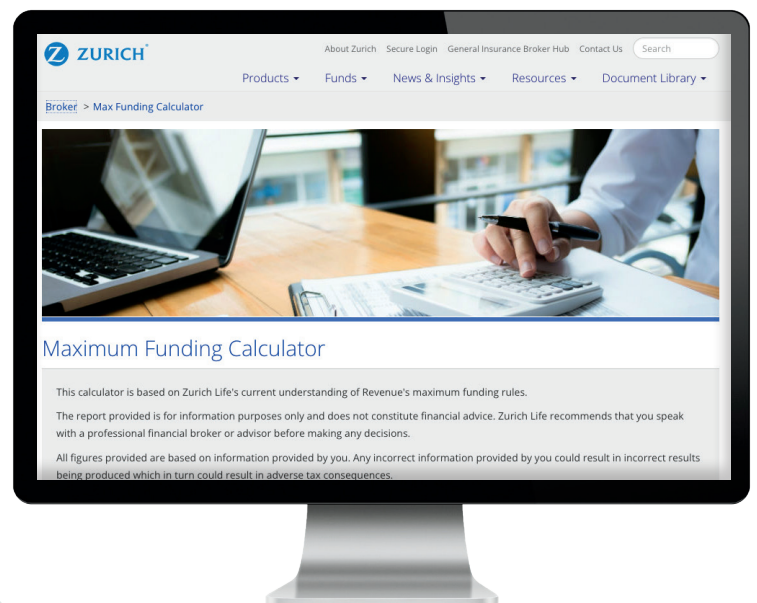 ZURICH
About Zurich Secure Login General Insurance Broker Hub Contact Us Search
Products Funds News & Insights Resources Document Library
Broker > Max Funding Calculator
Maximum Funding Calculator
This calculator is based on Zurich Life's current understanding of Revenue's maximum funding rules.
The report provided is for information purposes only and does not constitute financial advice. Zurich Life recommends that you speak
with a professional financial broker or advisor before making any decisions.
All figures provided are based on information provided by you. Any incorrect information provided by you could result in incorrect results
being produced which in turn could result in adverse tax consequences.